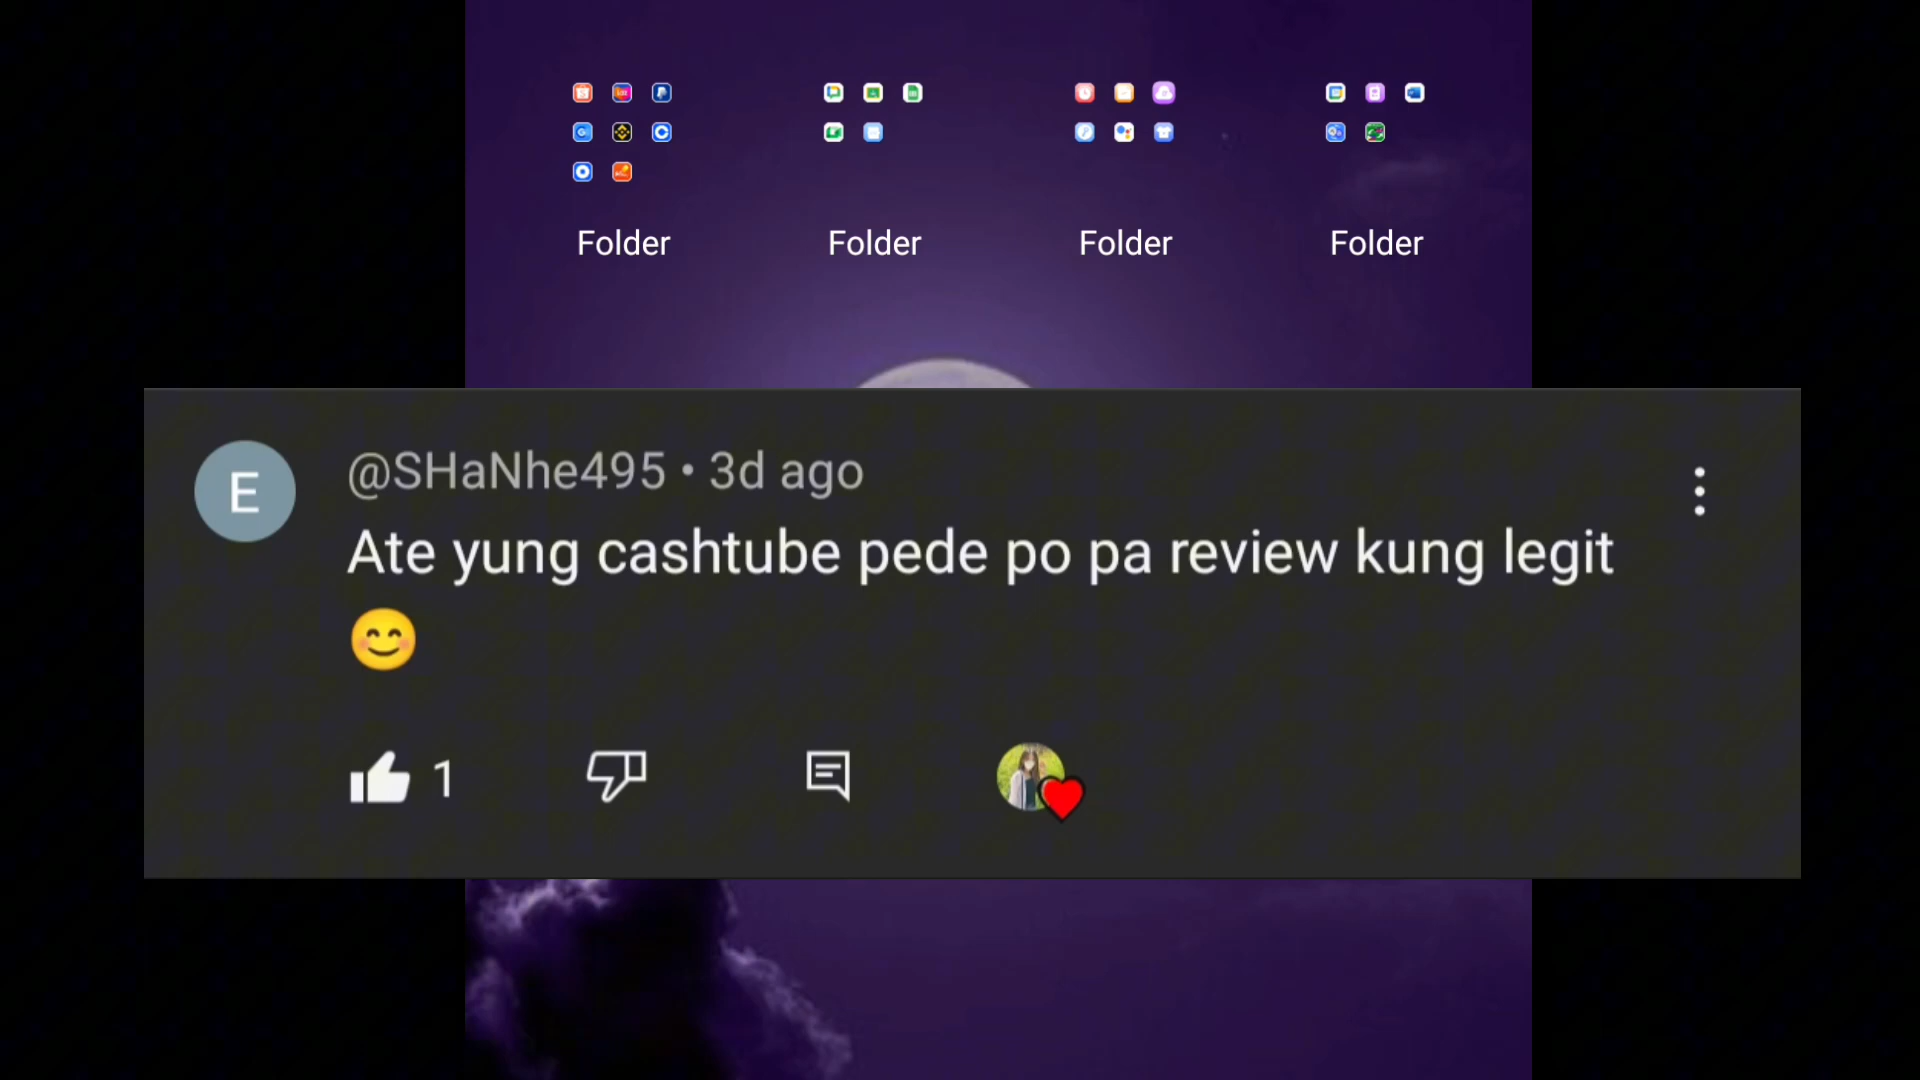 Folder Folder Folder Folder
E
@SHaNhe495 • 3d ago
Ate yung cashtube pede po pa review kung legit
😊
1